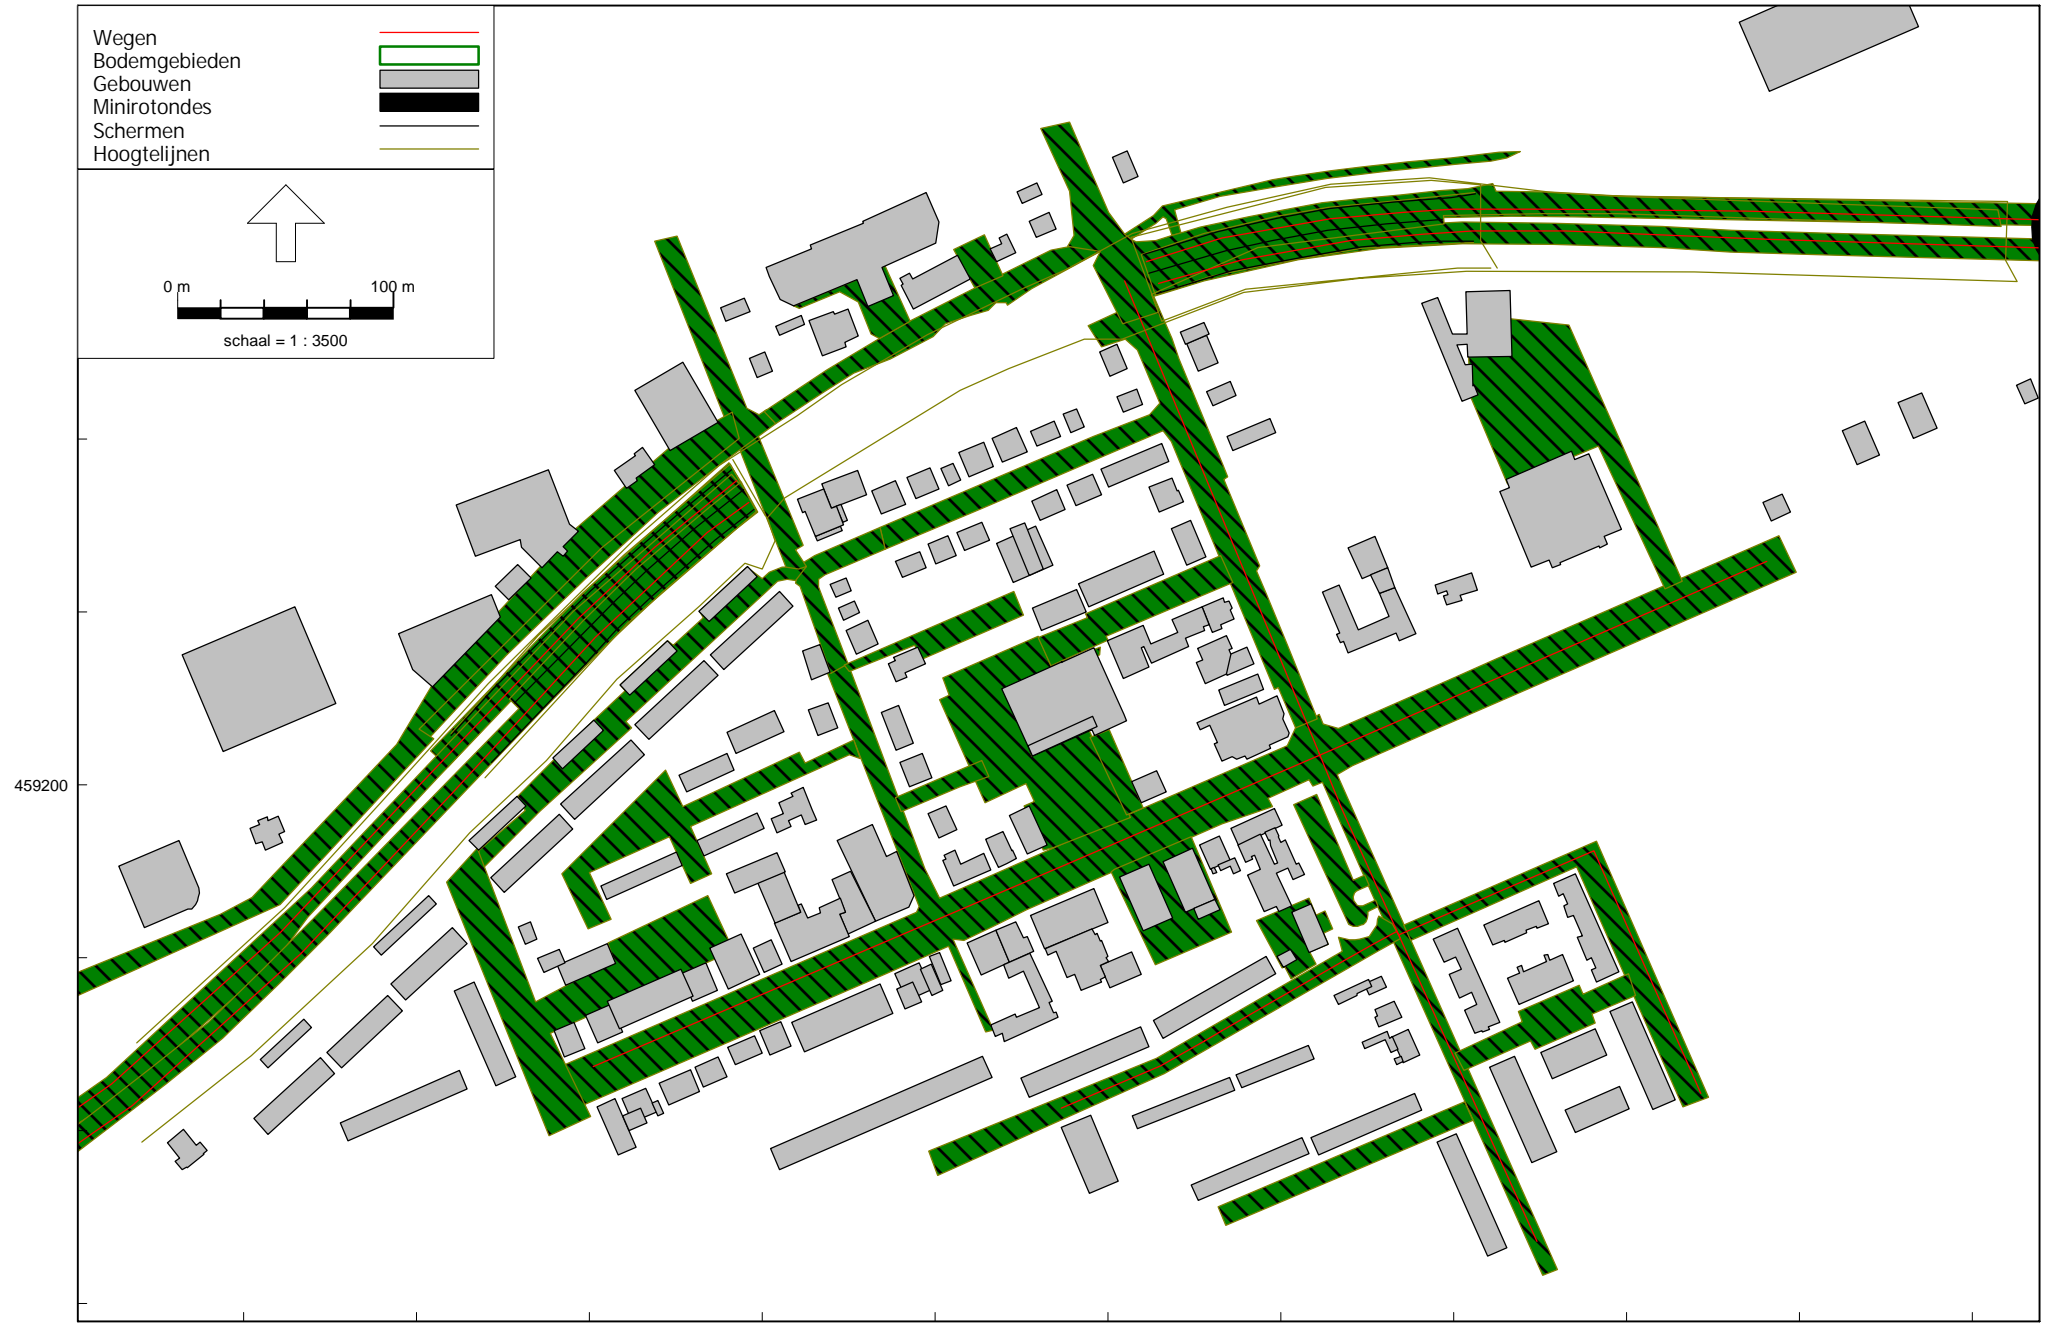 Wegen
Bodemgebieden
Gebouwen
Minirotondes
Schermen
Hoogtelijnen
0 m 100 m
schaal = 1 : 3500
459200